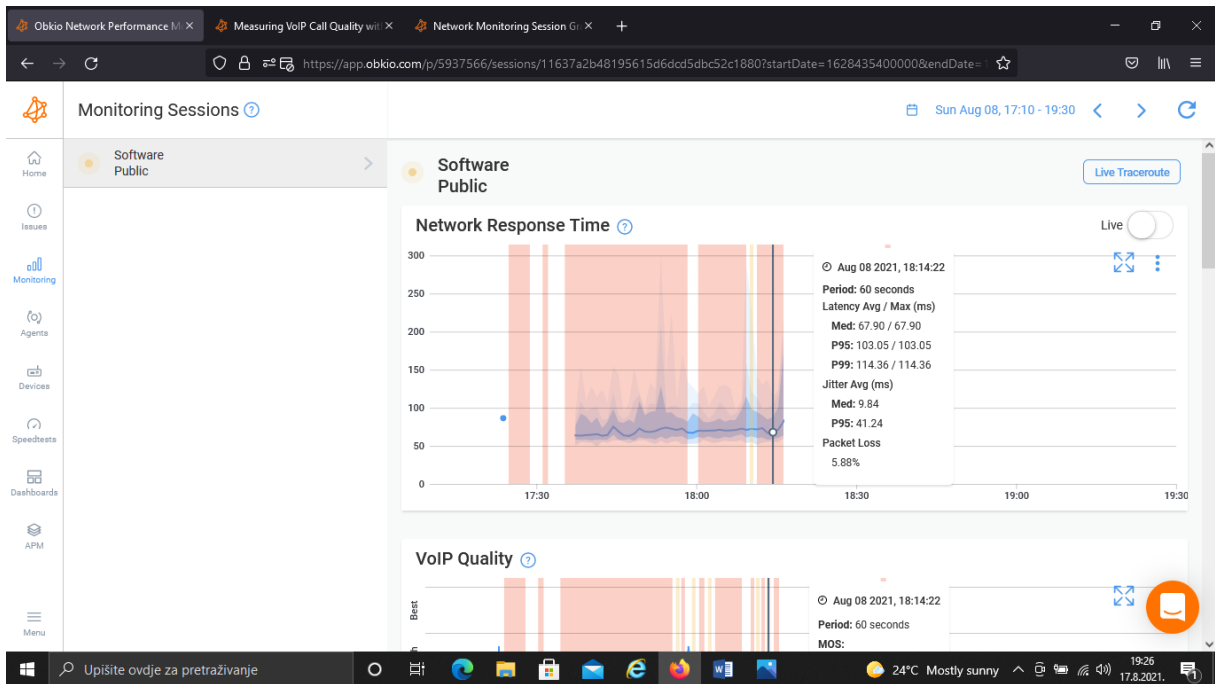 Obkio Network Performance M
Measuring VoIP Call Quality wit
Network Monitoring Session Gr
https://app.obkio.com/p/5937566/sessions/11637a2b48195615d6dcd5dbc52c1880?startDate=1628435400000&endDate=1
Monitoring Sessions
Sun Aug 08, 17:10 - 19:30
Home
Issues
Monitoring
Agents
Devices
Speedtests
Dashboards
APM
Menu
Software
Public
Software
Public
Live Traceroute
Network Response Time
Live
300
250
200
150
100
50
0
17:30
18:00
18:30
19:00
19:30
Aug 08 2021, 18:14:22
Period: 60 seconds
Latency Avg / Max (ms)
Med: 67.90 / 67.90
P95: 103.05 / 103.05
P99: 114.36 / 114.36
Jitter Avg (ms)
Med: 9.84
P95: 41.24
Packet Loss
5.88%
VoIP Quality
Best
Aug 08 2021, 18:14:22
Period: 60 seconds
MOS:
Upišite ovdje za pretraživanje
24°C Mostly sunny
19:26
17.8.2021.
1